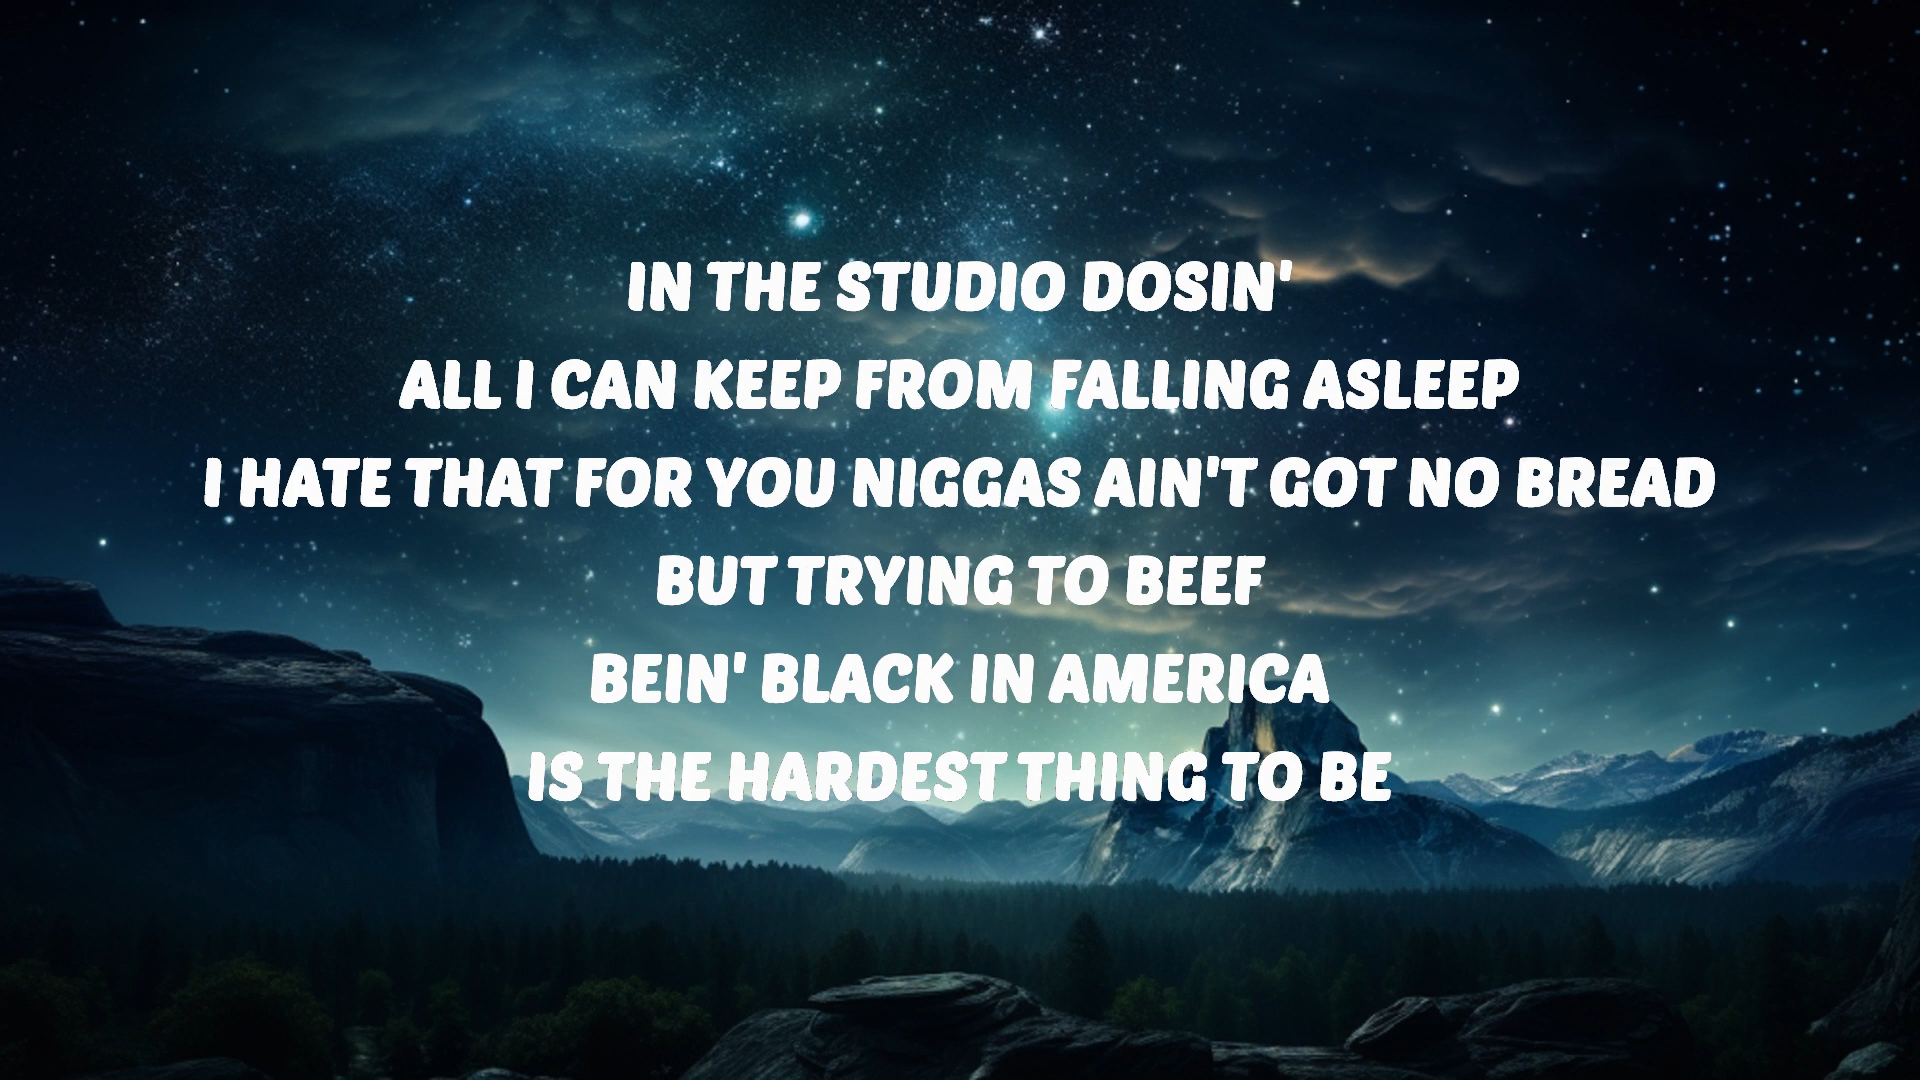 IN THE STUDIO DOSIN'
ALL I CAN KEEP FROM FALLING ASLEEP
I HATE THAT FOR YOU NIGGAS AIN'T GOT NO BREAD
BUT TRYING TO BEEF
BEIN' BLACK IN AMERICA
IS THE HARDEST THING TO BE